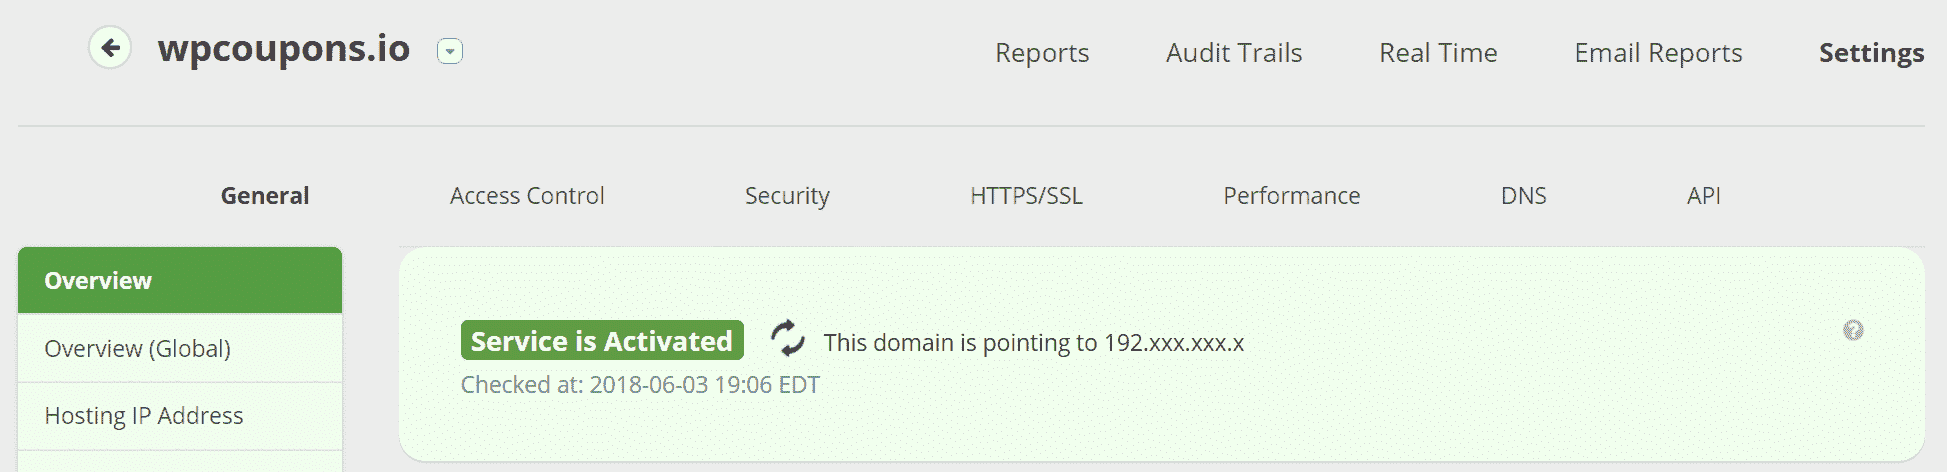 wpcoupons.io
Reports Audit Trails Real Time Email Reports Settings
General Access Control Security HTTPS/SSL Performance DNS API
Overview
Overview (Global)
Hosting IP Address
Service is Activated This domain is pointing to 192.xxx.xxx.x
Checked at: 2018-06-03 19:06 EDT
?